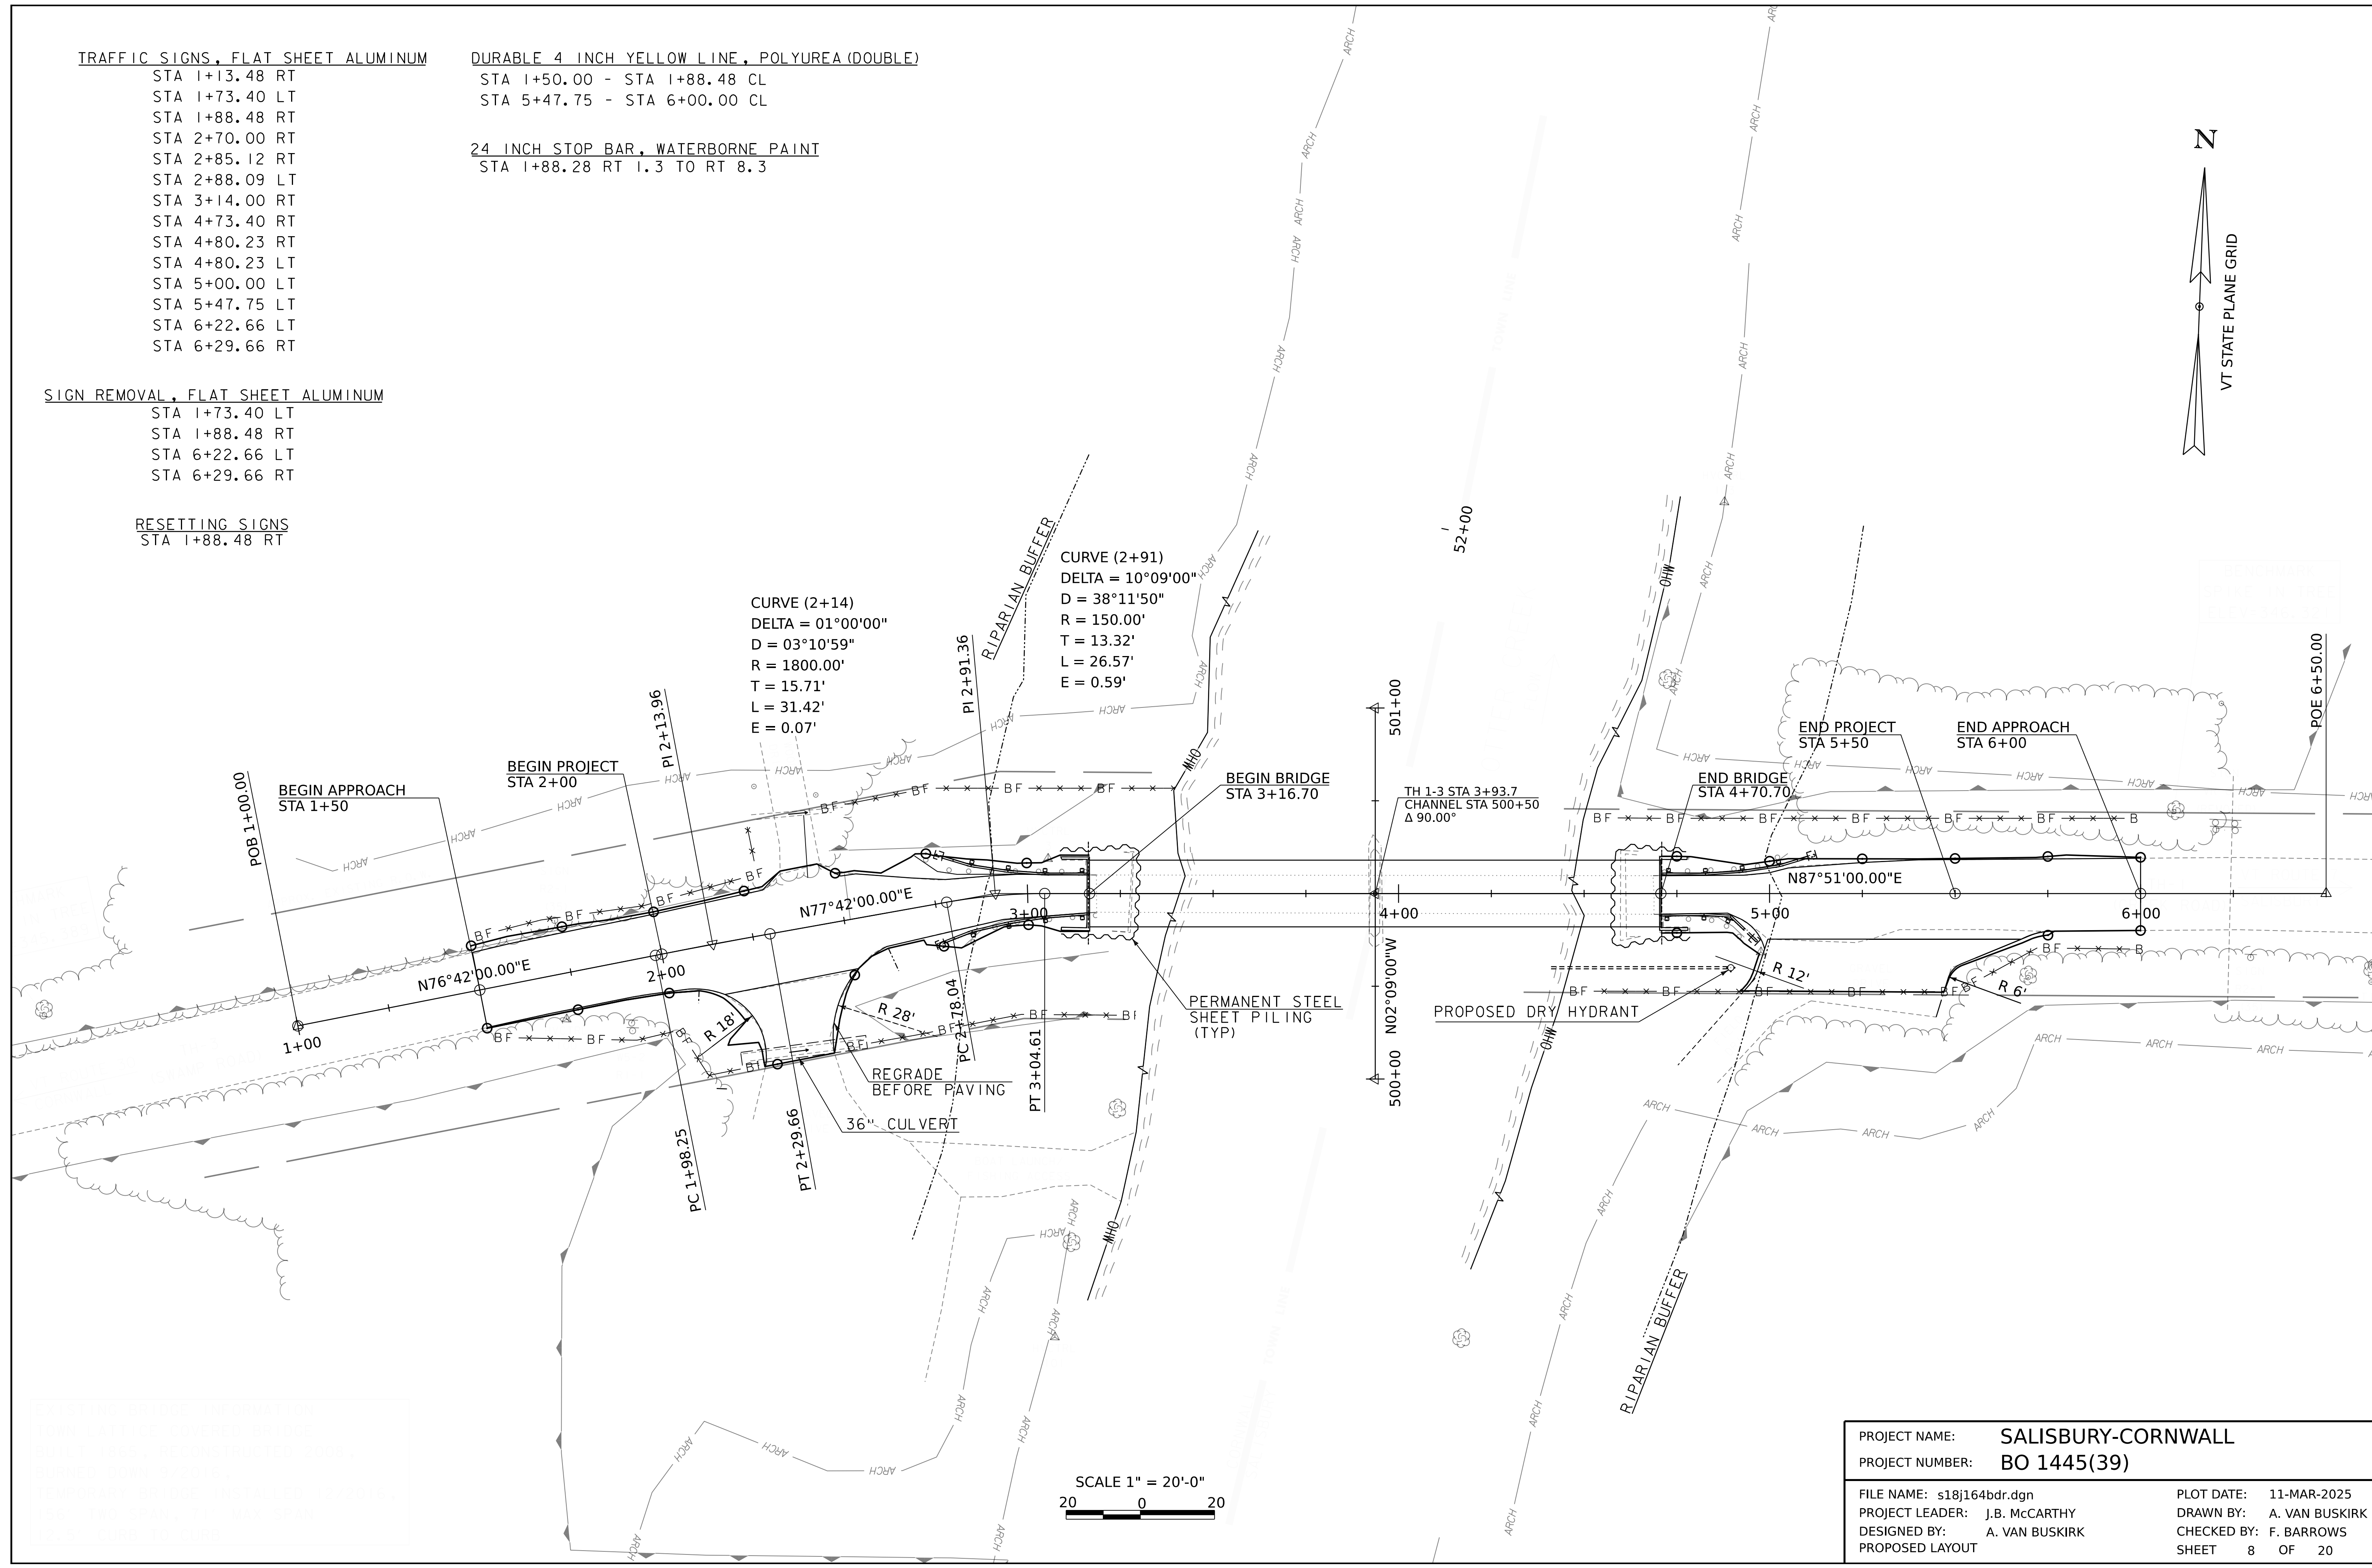 TRAFFIC SIGNS, FLAT SHEET ALUMINUM
STA 1+13.48 RT
STA 1+73.40 LT
STA 1+88.48 RT
STA 2+70.00 RT
STA 2+85.12 RT
STA 2+88.09 LT
STA 3+14.00 RT
STA 4+73.40 RT
STA 4+80.23 RT
STA 4+80.23 LT
STA 5+00.00 LT
STA 5+47.75 LT
STA 6+22.66 LT
STA 6+29.66 RT
SIGN REMOVAL, FLAT SHEET ALUMINUM
STA 1+73.40 LT
STA 1+88.48 RT
STA 6+22.66 LT
STA 6+29.66 RT
RESETTING SIGNS
STA 1+88.48 RT
DURABLE 4 INCH YELLOW LINE, POLYUREA (DOUBLE)
STA 1+50.00 - STA 1+88.48 CL
STA 5+47.75 - STA 6+00.00 CL
24 INCH STOP BAR, WATERBORNE PAINT
STA 1+88.28 RT 1.3 TO RT 8.3
N
VT STATE PLANE GRID
52+00
RIPARIAN BUFFER
CURVE (2+14)
DELTA = 01°00'00"
D = 03°10'59"
R = 1800.00'
T = 15.71'
L = 31.42'
E = 0.07'
CURVE (2+91)
DELTA = 10°09'00"
D = 38°11'50"
R = 150.00'
T = 13.32'
L = 26.57'
E = 0.59'
POB 1+00.00
BEGIN APPROACH
STA 1+50
BEGIN PROJECT
STA 2+00
PI 2+13.96
PI 2+91.36
BEGIN BRIDGE
STA 3+16.70
501+00
TH 1-3 STA 3+93.7
CHANNEL STA 500+50
Δ 90.00°
END BRIDGE
STA 4+70.70
END PROJECT
STA 5+50
END APPROACH
STA 6+00
POE 6+50.00
OHW
OHW
ARCH
ARCH
ARCH
ARCH
BF
BF
BF
BF
N76°42'00.00"E
N77°42'00.00"E
N87°51'00.00"E
1+00
2+00
3+00
4+00
5+00
6+00
N02°09'00.00"W
500+00
R 18'
R 28'
R 12'
R 6'
PC 1+98.25
PT 2+29.66
PC 2+78.04
PT 3+04.61
REGRADE
BEFORE PAVING
36" CULVERT
PERMANENT STEEL
SHEET PILING
(TYP)
PROPOSED DRY HYDRANT
OHW
OHW
RIPARIAN BUFFER
SCALE 1" = 20'-0"
20 0 20
PROJECT NAME: SALISBURY-CORNWALL
PROJECT NUMBER: BO 1445(39)
FILE NAME: s18j164bdr.dgn
PROJECT LEADER: J.B. McCARTHY
DESIGNED BY: A. VAN BUSKIRK
PROPOSED LAYOUT
PLOT DATE: 11-MAR-2025
DRAWN BY: A. VAN BUSKIRK
CHECKED BY: F. BARROWS
SHEET 8 OF 20